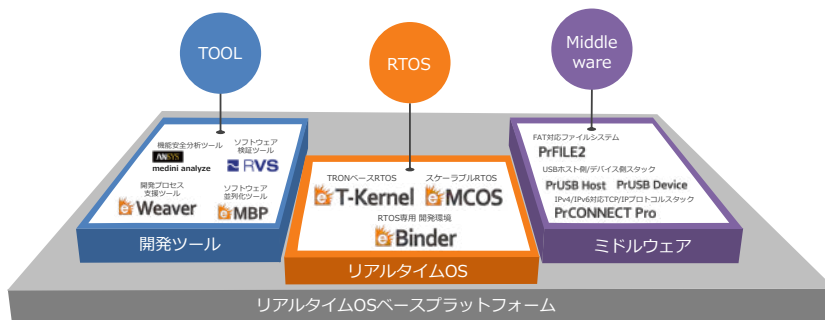 TOOL
RTOS
Middle
ware
機能安全分析ツール
ANSYS
medini analyze
ソフトウェア
検証ツール
RVS
開発プロセス
支援ツール
eWeaver
ソフトウェア
並列化ツール
eMBP
開発ツール
TRONベースRTOS
eT-Kernel
スケーラブルRTOS
eMCOS
RTOS専用 開発環境
eBinder
リアルタイムOS
FAT対応ファイルシステム
PrFILE2
USBホスト側/デバイス側スタック
PrUSB Host PrUSB Device
IPv4/IPv6対応TCP/IPプロトコルスタック
PrCONNECT Pro
ミドルウェア
リアルタイムOSベースプラットフォーム